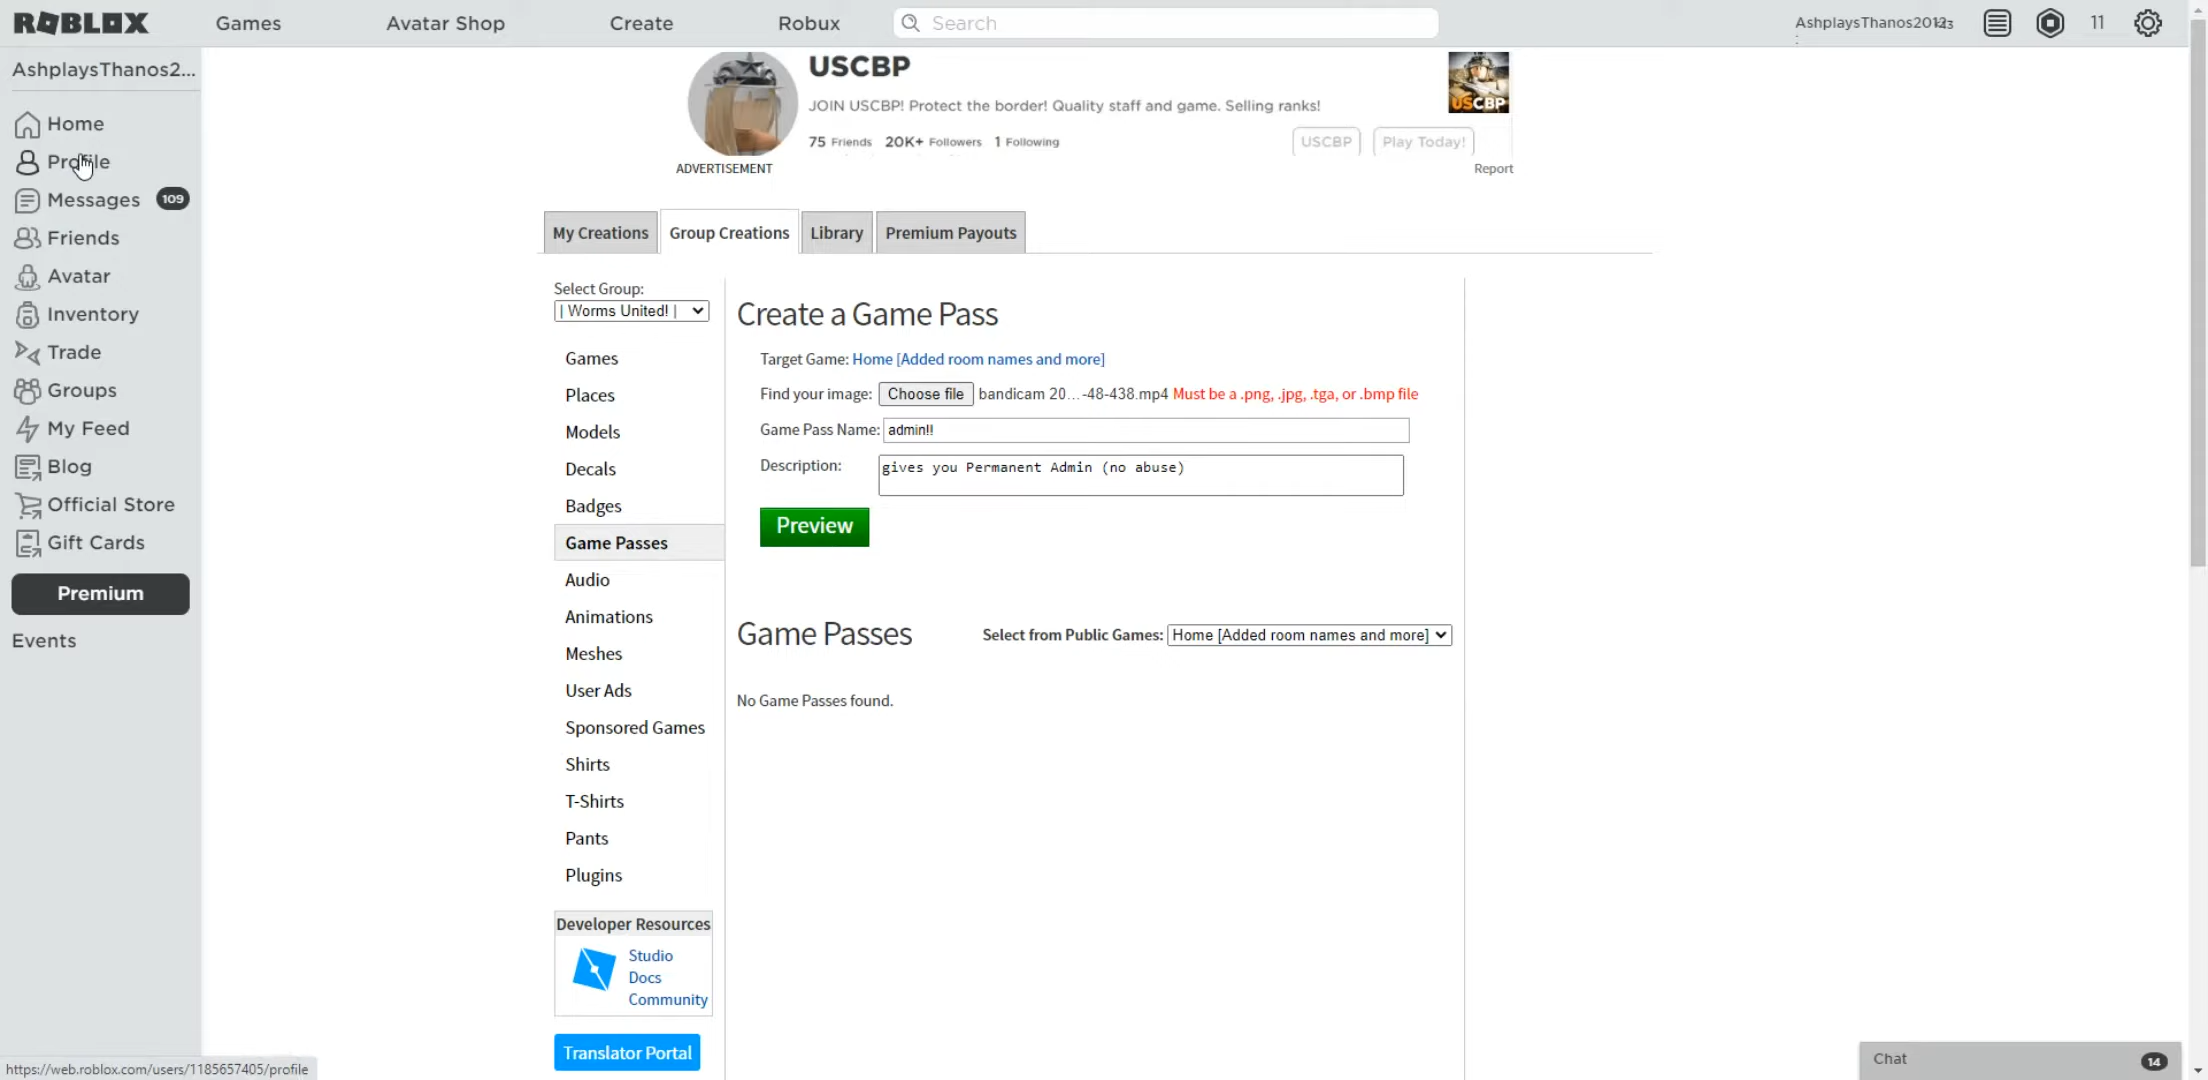 ROBLOX
Games
Avatar Shop
Create
Robux
Search
AshplaysThanos2012
11
AshplaysThanos2...
Home
Profile
Messages 109
Friends
Avatar
Inventory
Trade
Groups
My Feed
Blog
Official Store
Gift Cards
Premium
Events
USCBP
JOIN USCBP! Protect the border! Quality staff and game. Selling ranks!
75 Friends 20K+ Followers 1 Following
USCBP
Play Today!
USCBP
ADVERTISEMENT
Report
My Creations
Group Creations
Library
Premium Payouts
Select Group:
| Worms United! |
Games
Places
Models
Decals
Badges
Game Passes
Audio
Animations
Meshes
User Ads
Sponsored Games
Shirts
T-Shirts
Pants
Plugins
Developer Resources
Studio
Docs
Community
Translator Portal
Create a Game Pass
Target Game: Home [Added room names and more]
Find your image: Choose file bandicam 20...-48-438.mp4 Must be a .png, .jpg, .tga, or .bmp file
Game Pass Name: admin!!
Description: gives you Permanent Admin (no abuse)
Preview
Game Passes
Select from Public Games: Home [Added room names and more]
No Game Passes found.
https://web.roblox.com/users/1185657405/profile
Chat 14